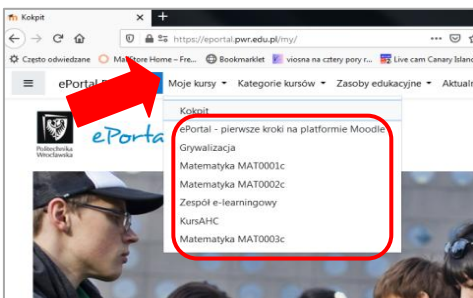 Kokpit
https://eportal.pwr.edu.pl/my/
Często odwiedzane
Home – Fre...
Bookmarklet
viosna na cztery pory r...
Live cam Canary Island
ePortal
Moje kursy
Kategorie kursów
Zasoby edukacyjne
Aktualn
Politechnika
Wrocławska
ePorta
Kokpit
ePortal - pierwsze kroki na platformie Moodle
Grywalizacja
Matematyka MAT0001c
Matematyka MAT0002c
Zespół e-learningowy
KursAHC
Matematyka MAT0003c